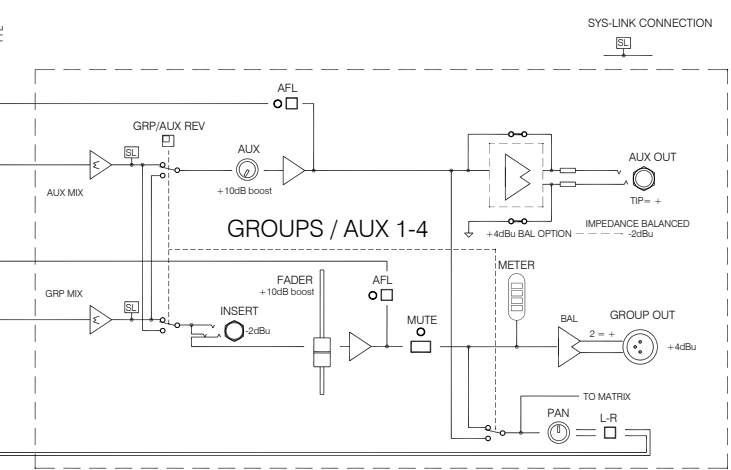 SYS-LINK CONNECTION
SL
AFL
GRP/AUX REV
SL
AUX
AUX OUT
AUX MIX
+10dB boost
TIP= +
GROUPS / AUX 1-4
+4dBu BAL OPTION
IMPEDANCE BALANCED
-2dBu
METER
FADER
+10dB boost
AFL
GRP MIX
SL
INSERT
-2dBu
MUTE
BAL
GROUP OUT
2 = +
+4dBu
TO MATRIX
PAN
L-R